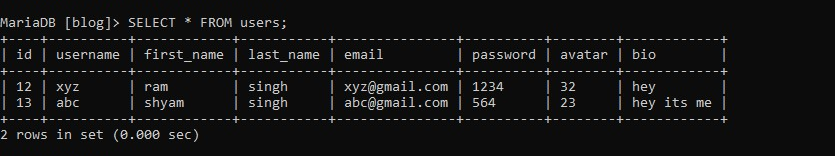 MariaDB [blog]> SELECT * FROM users;
+----+----------+------------+-----------+---------------+----------+--------+------------+
| id | username | first_name | last_name | email         | password | avatar | bio        |
+----+----------+------------+-----------+---------------+----------+--------+------------+
| 12 | xyz      | ram        | singh     | xyz@gmail.com | 1234     | 32     | hey        |
| 13 | abc      | shyam      | singh     | abc@gmail.com | 564      | 23     | hey its me |
+----+----------+------------+-----------+---------------+----------+--------+------------+
2 rows in set (0.000 sec)